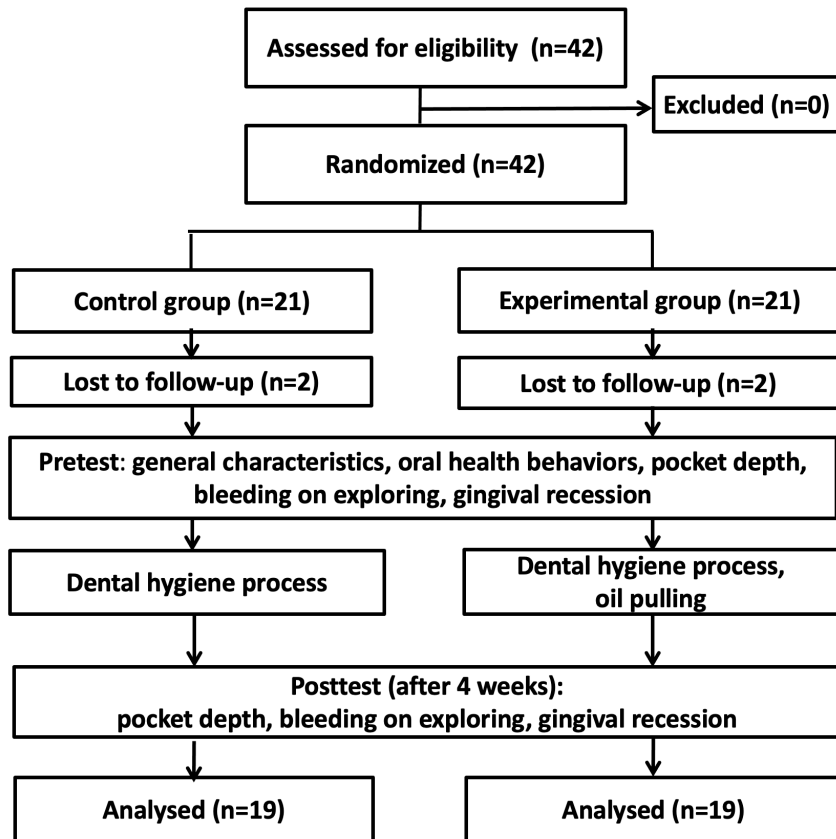 Assessed for eligibility (n=42)
Excluded (n=0)
Randomized (n=42)
Control group (n=21)
Experimental group (n=21)
Lost to follow-up (n=2)
Lost to follow-up (n=2)
Pretest: general characteristics, oral health behaviors, pocket depth,
bleeding on exploring, gingival recession
Dental hygiene process
Dental hygiene process,
oil pulling
Posttest (after 4 weeks):
pocket depth, bleeding on exploring, gingival recession
Analysed (n=19)
Analysed (n=19)